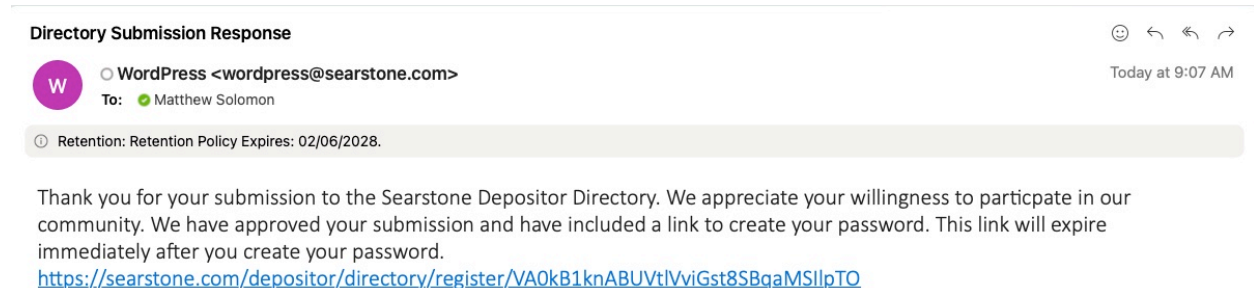 Directory Submission Response
W
WordPress <wordpress@searstone.com>
Today at 9:07 AM
To: Matthew Solomon
Retention: Retention Policy Expires: 02/06/2028.
Thank you for your submission to the Searstone Depositor Directory. We appreciate your willingness to particpate in our
community. We have approved your submission and have included a link to create your password. This link will expire
immediately after you create your password.
https://searstone.com/depositor/directory/register/VA0kB1knABUVtlVviGst8SBqaMSIlpTO